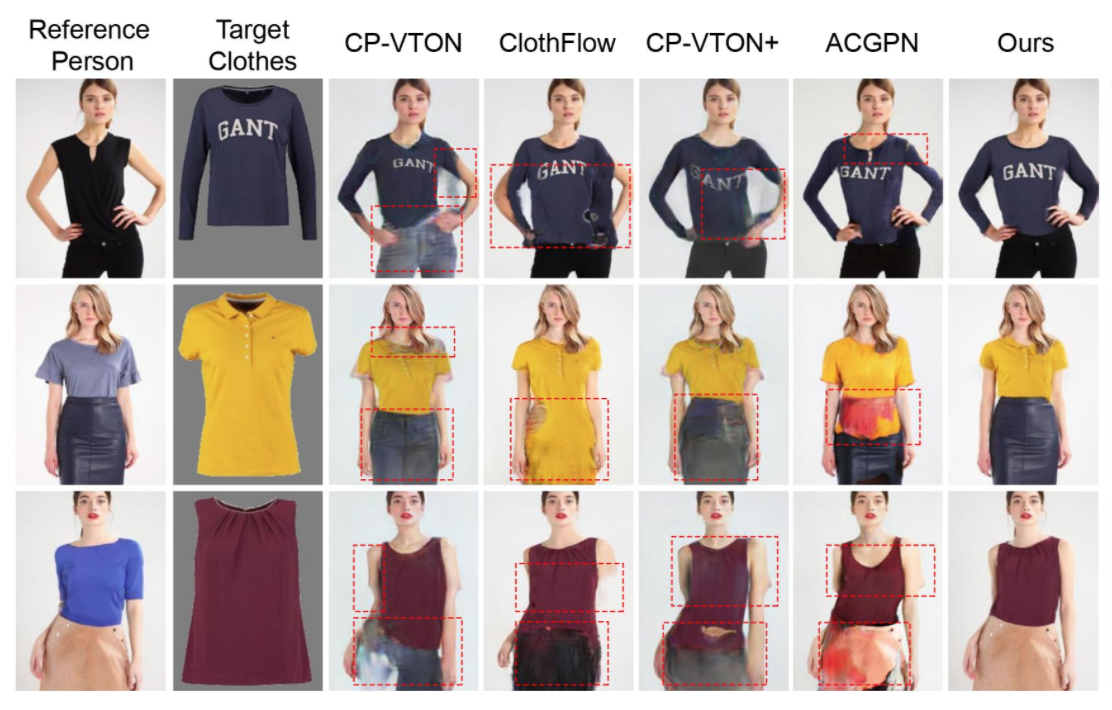 Reference
Person
Target
Clothes
CP-VTON
ClothFlow
CP-VTON+
ACGPN
Ours
GANT
GANT
GANT
GANT
GANT
GANT